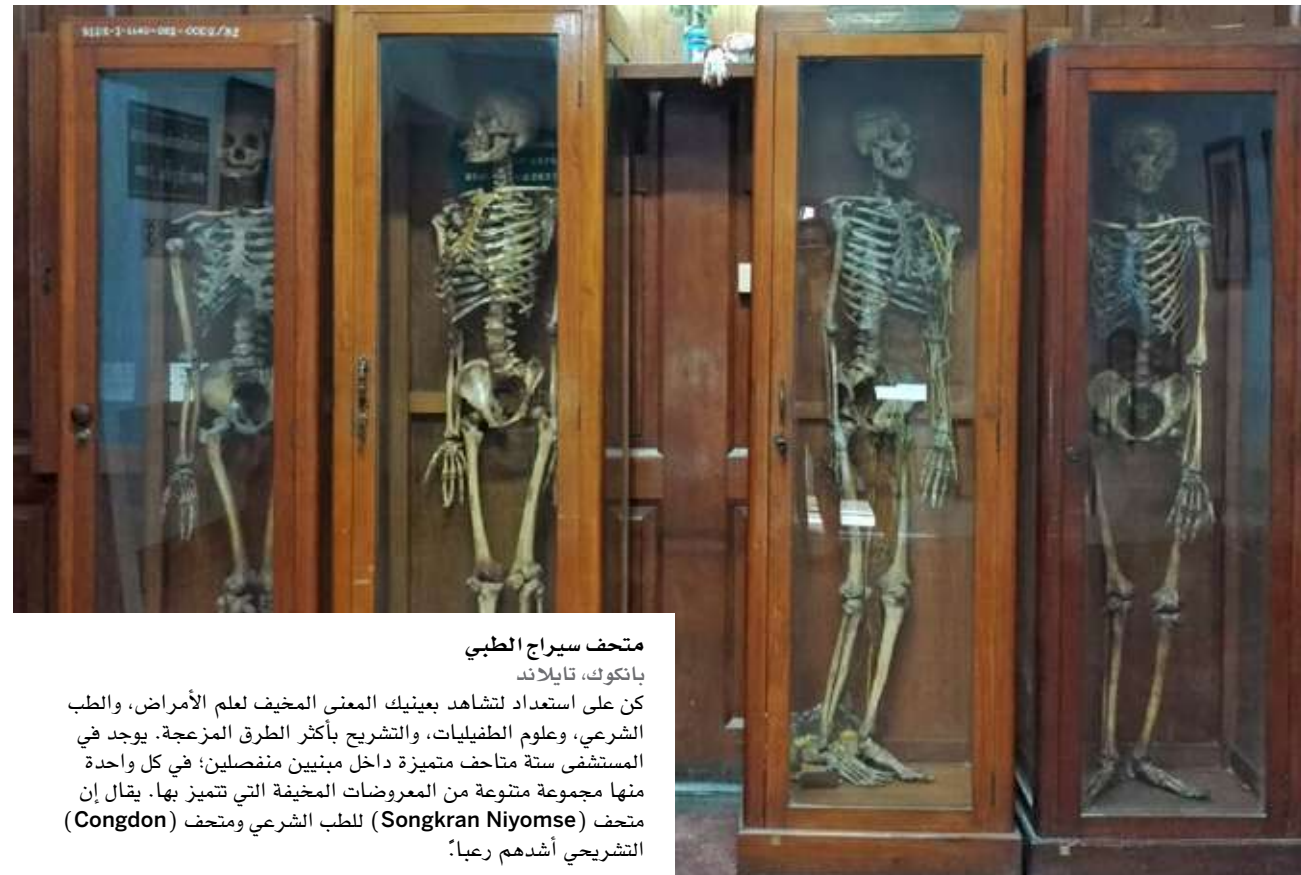 متحف سيراج الطبي
بانكوك، تايلاند
كن على استعداد لتشاهد بعينيك المعنى المخيف لعلم الأمراض، والطب
الشرعي، وعلوم الطفيليات، والتشريح بأكثر الطرق المزعجة. يوجد في
المستشفى ستة متاحف متميزة داخل مبنيين منفصلين؛ في كل واحدة
منها مجموعة متنوعة من المعروضات المخيفة التي تتميز بها. يقال إن
متحف (Songkran Niyomse) للطب الشرعي ومتحف (Congdon)
التشريحي أشدهم رعباً.